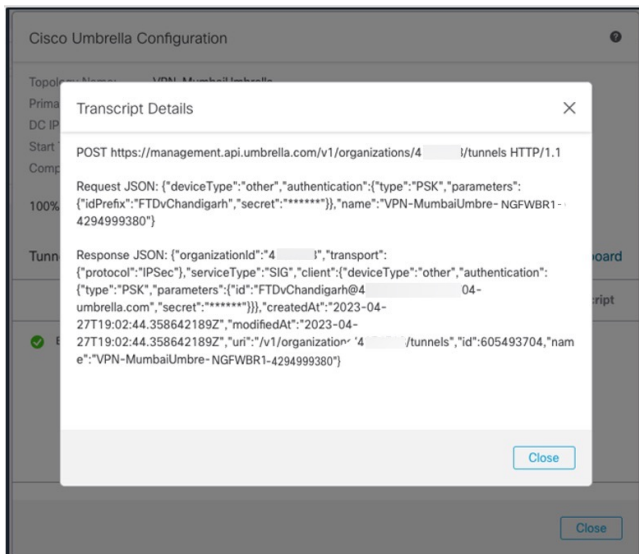 Cisco Umbrella Configuration
Transcript Details
POST https://management.api.umbrella.com/v1/organizations/4 /tunnels HTTP/1.1
Request JSON: {"deviceType":"other","authentication":{"type":"PSK","parameters":
{"idPrefix":"FTDvChandigarh","secret":"******"}},"name":"VPN-MumbaiUmbre-NGFWBR1-
4294999380"}
Response JSON: {"organizationId":"4 ","transport":
{"protocol":"IPSec"},"serviceType":"SIG","client":{"deviceType":"other","authentication":
{"type":"PSK","parameters":{"id":"FTDvChandigarh@4 04-
umbrella.com","secret":"******"}}},"createdAt":"2023-04-
27T19:02:44.358642189Z","modifiedAt":"2023-04-
27T19:02:44.358642189Z","uri":"/v1/organizations/4 /tunnels","id":605493704,"nam
e":"VPN-MumbaiUmbre-NGFWBR1-4294999380"}
Close
DC IP
100%
Close